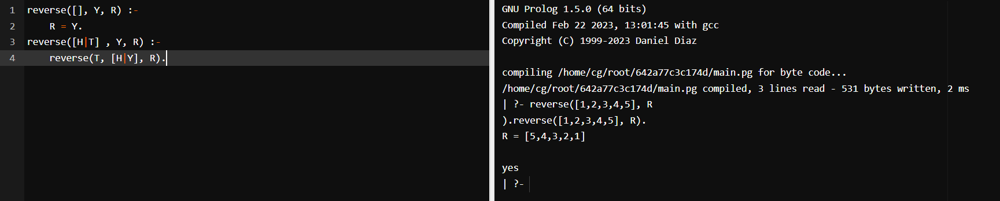 1 reverse([], Y, R) :-
2     R = Y.
3 reverse([H|T] , Y, R) :-
4     reverse(T, [H|Y], R).
GNU Prolog 1.5.0 (64 bits)
Compiled Feb 22 2023, 13:01:45 with gcc
Copyright (C) 1999-2023 Daniel Diaz

compiling /home/cg/root/642a77c3c174d/main.pg for byte code...
/home/cg/root/642a77c3c174d/main.pg compiled, 3 lines read - 531 bytes written, 2 ms
| ?- reverse([1,2,3,4,5], R
).reverse([1,2,3,4,5], R).
R = [5,4,3,2,1]

yes
| ?-